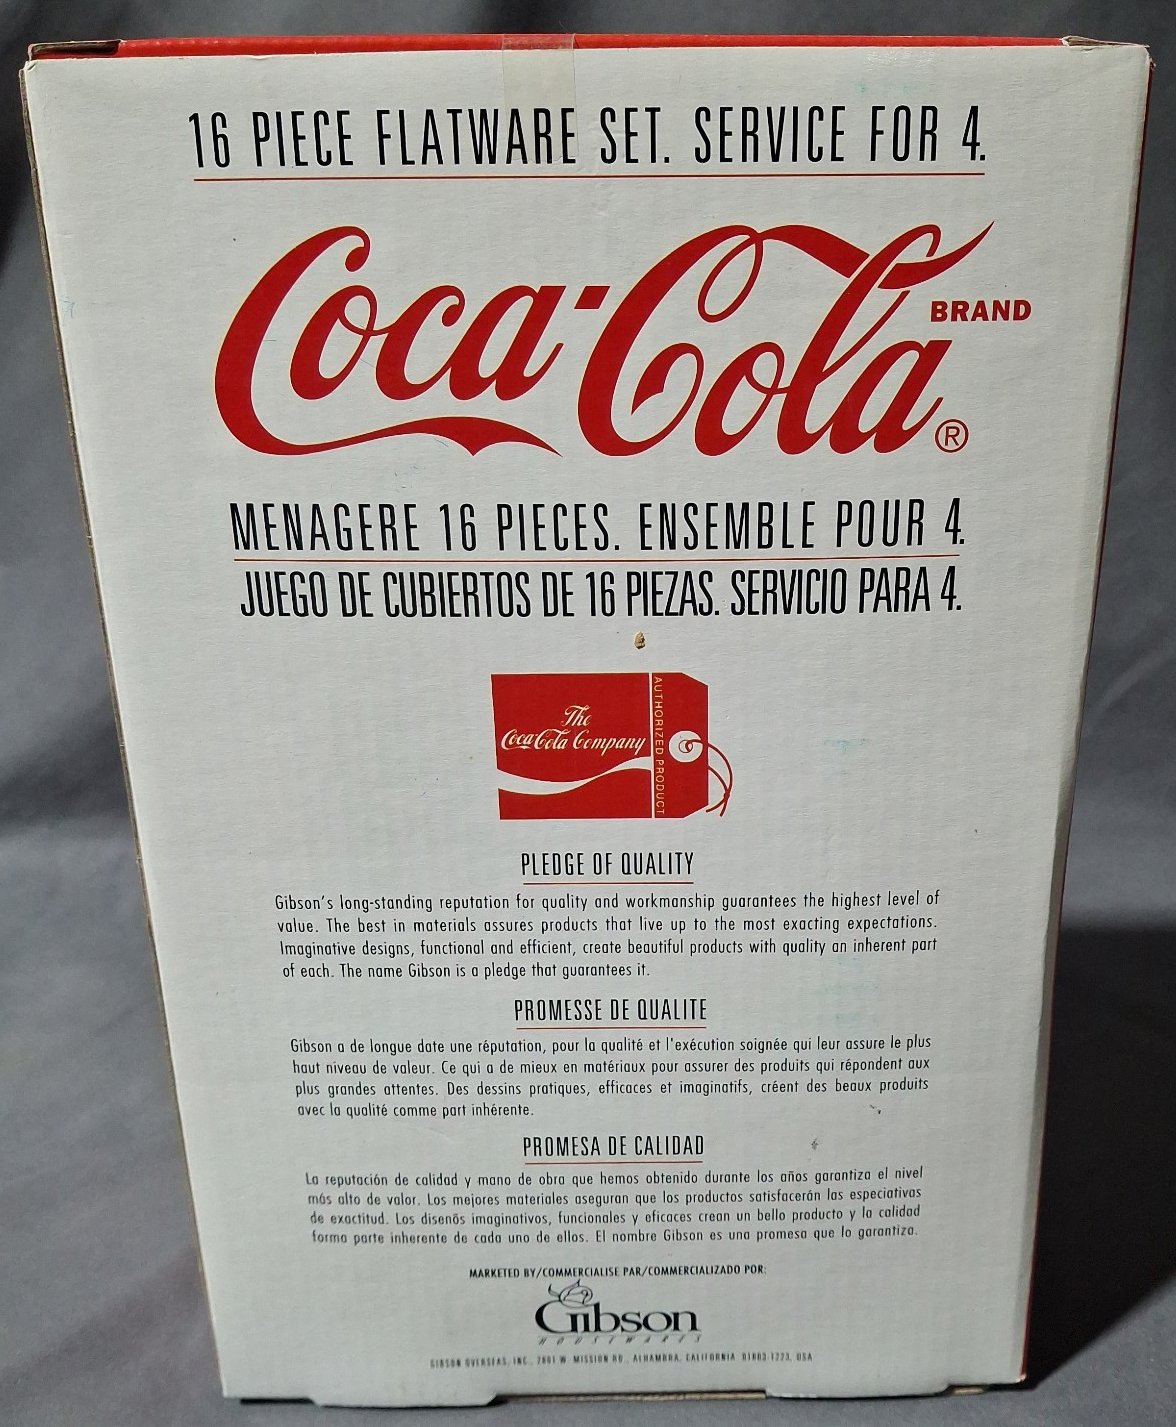 16 PIECE FLATWARE SET. SERVICE FOR 4.
Coca-Cola
BRAND
®
MENAGERE 16 PIECES. ENSEMBLE POUR 4.
JUEGO DE CUBIERTOS DE 16 PIEZAS. SERVICIO PARA 4.
The
Coca-Cola Company
AUTHORIZED PRODUCT
PLEDGE OF QUALITY
Gibson's long-standing reputation for quality and workmanship guarantees the highest level of
value. The best in materials assures products that live up to the most exacting expectations.
Imaginative designs, functional and efficient, create beautiful products with quality an inherent part
of each. The name Gibson is a pledge that guarantees it.
PROMESSE DE QUALITE
Gibson a de longue date une réputation, pour la qualité et l'exécution soignée qui leur assure le plus
haut niveau de valeur. Ce qui a de mieux en matériaux pour assurer des produits qui répondent aux
plus grandes attentes. Des dessins pratiques, efficaces et imaginatifs, créent des beaux produits
avec la qualité comme part inhérente.
PROMESA DE CALIDAD
La reputación de calidad y mano de obra que hemos obtenido durante los años garantiza el nivel
más alto de valor. Los mejores materiales aseguran que los productos satisfacerán las especiativas
de exactitud. Los disenõs imaginativos, funcionales y eficaces crean un bello producto y la calidad
forma parte inherente de cada uno de ellos. El nombre Gibson es una promesa que lo garantiza.
MARKETED BY/COMMERCIALISE PAR/COMMERCIALIZADO POR:
Gibson
HOUSEWARES
GIBSON OVERSEAS, INC., 2801 W. MISSION RD., ALHAMBRA, CALIFORNIA 91803-1223, USA